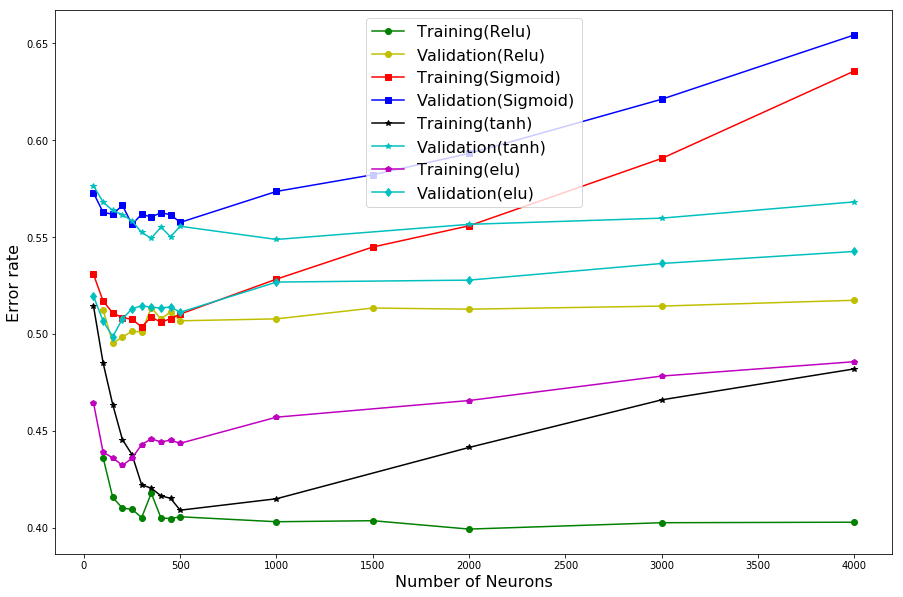 Training(Relu)
Validation(Relu)
Training(Sigmoid)
Validation(Sigmoid)
Training(tanh)
Validation(tanh)
Training(elu)
Validation(elu)
Error rate
0.65
0.60
0.55
0.50
0.45
0.40
0 500 1000 1500 2000 2500 3000 3500 4000
Number of Neurons